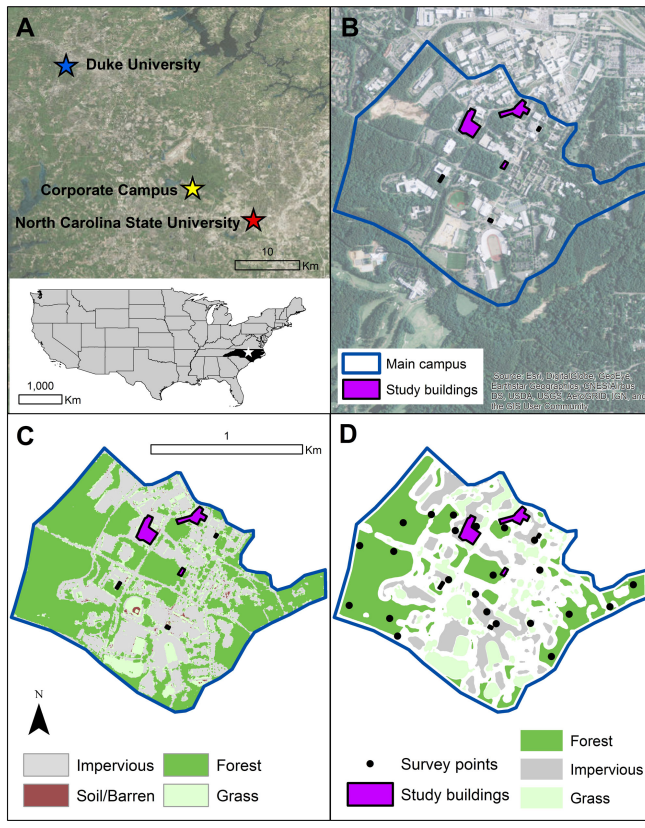 A
Duke University
Corporate Campus
North Carolina State University
10
Km
1,000
Km
B
Main campus
Study buildings
Source: Esri, DigitalGlobe, GeoEye,
Earthstar Geographics, CNES/Airbus
DS, USDA, USGS, AeroGRID, IGN, and
the GIS User Community
C
1
Km
N
Impervious
Forest
Soil/Barren
Grass
D
Survey points
Study buildings
Forest
Impervious
Grass